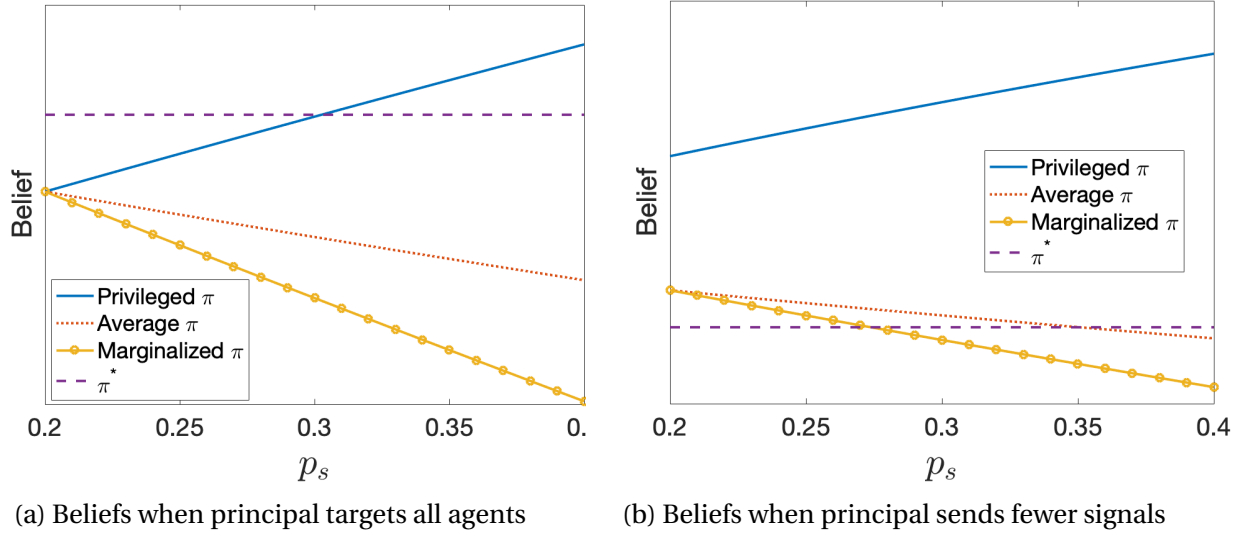 Belief
Privileged π
Average π
Marginalized π
π*
0.2
0.25
0.3
0.35
0.
p_s
(a) Beliefs when principal targets all agents
Belief
Privileged π
Average π
Marginalized π
π*
0.2
0.25
0.3
0.35
0.4
p_s
(b) Beliefs when principal sends fewer signals